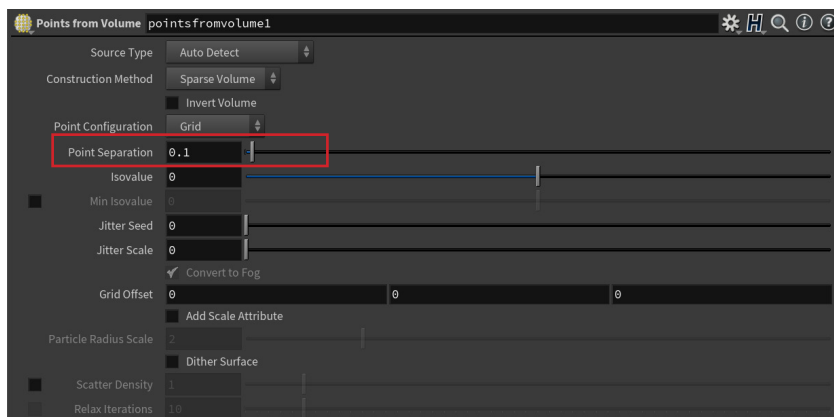 Points from Volume pointsfromvolume1
Source Type Auto Detect
Construction Method Sparse Volume
Invert Volume
Point Configuration Grid
Point Separation 0.1
Isovalue 0
Min Isovalue 0
Jitter Seed 0
Jitter Scale 0
Convert to Fog
Grid Offset 0 0 0
Add Scale Attribute
Particle Radius Scale 2
Dither Surface
Scatter Density 1
Relax Iterations 10